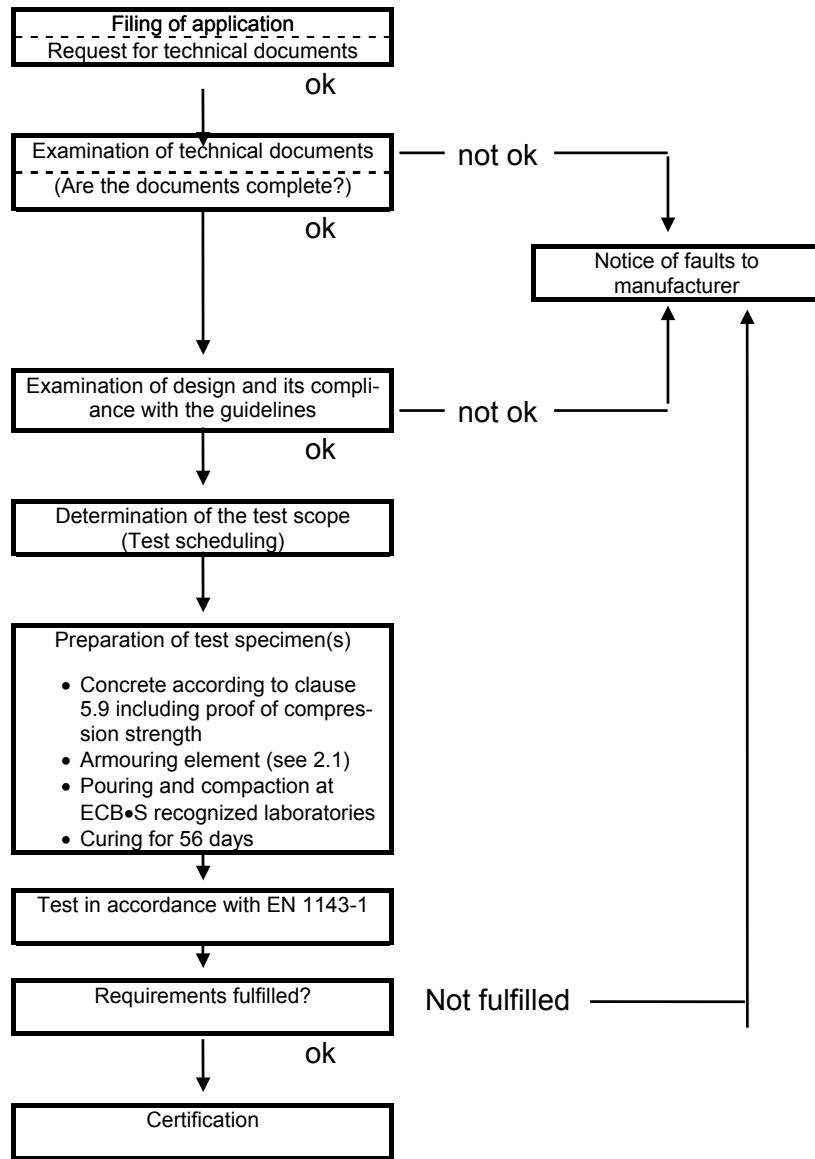 Filing of application
Request for technical documents
ok
Examination of technical documents
not ok
(Are the documents complete?)
ok
Notice of faults to
manufacturer
Examination of design and its compli-
ance with the guidelines
not ok
ok
Determination of the test scope
(Test scheduling)
Preparation of test specimen(s)
• Concrete according to clause
5.9 including proof of compres-
sion strength
• Armouring element (see 2.1)
• Pouring and compaction at
ECB•S recognized laboratories
• Curing for 56 days
Test in accordance with EN 1143-1
Requirements fulfilled?
Not fulfilled
ok
Certification